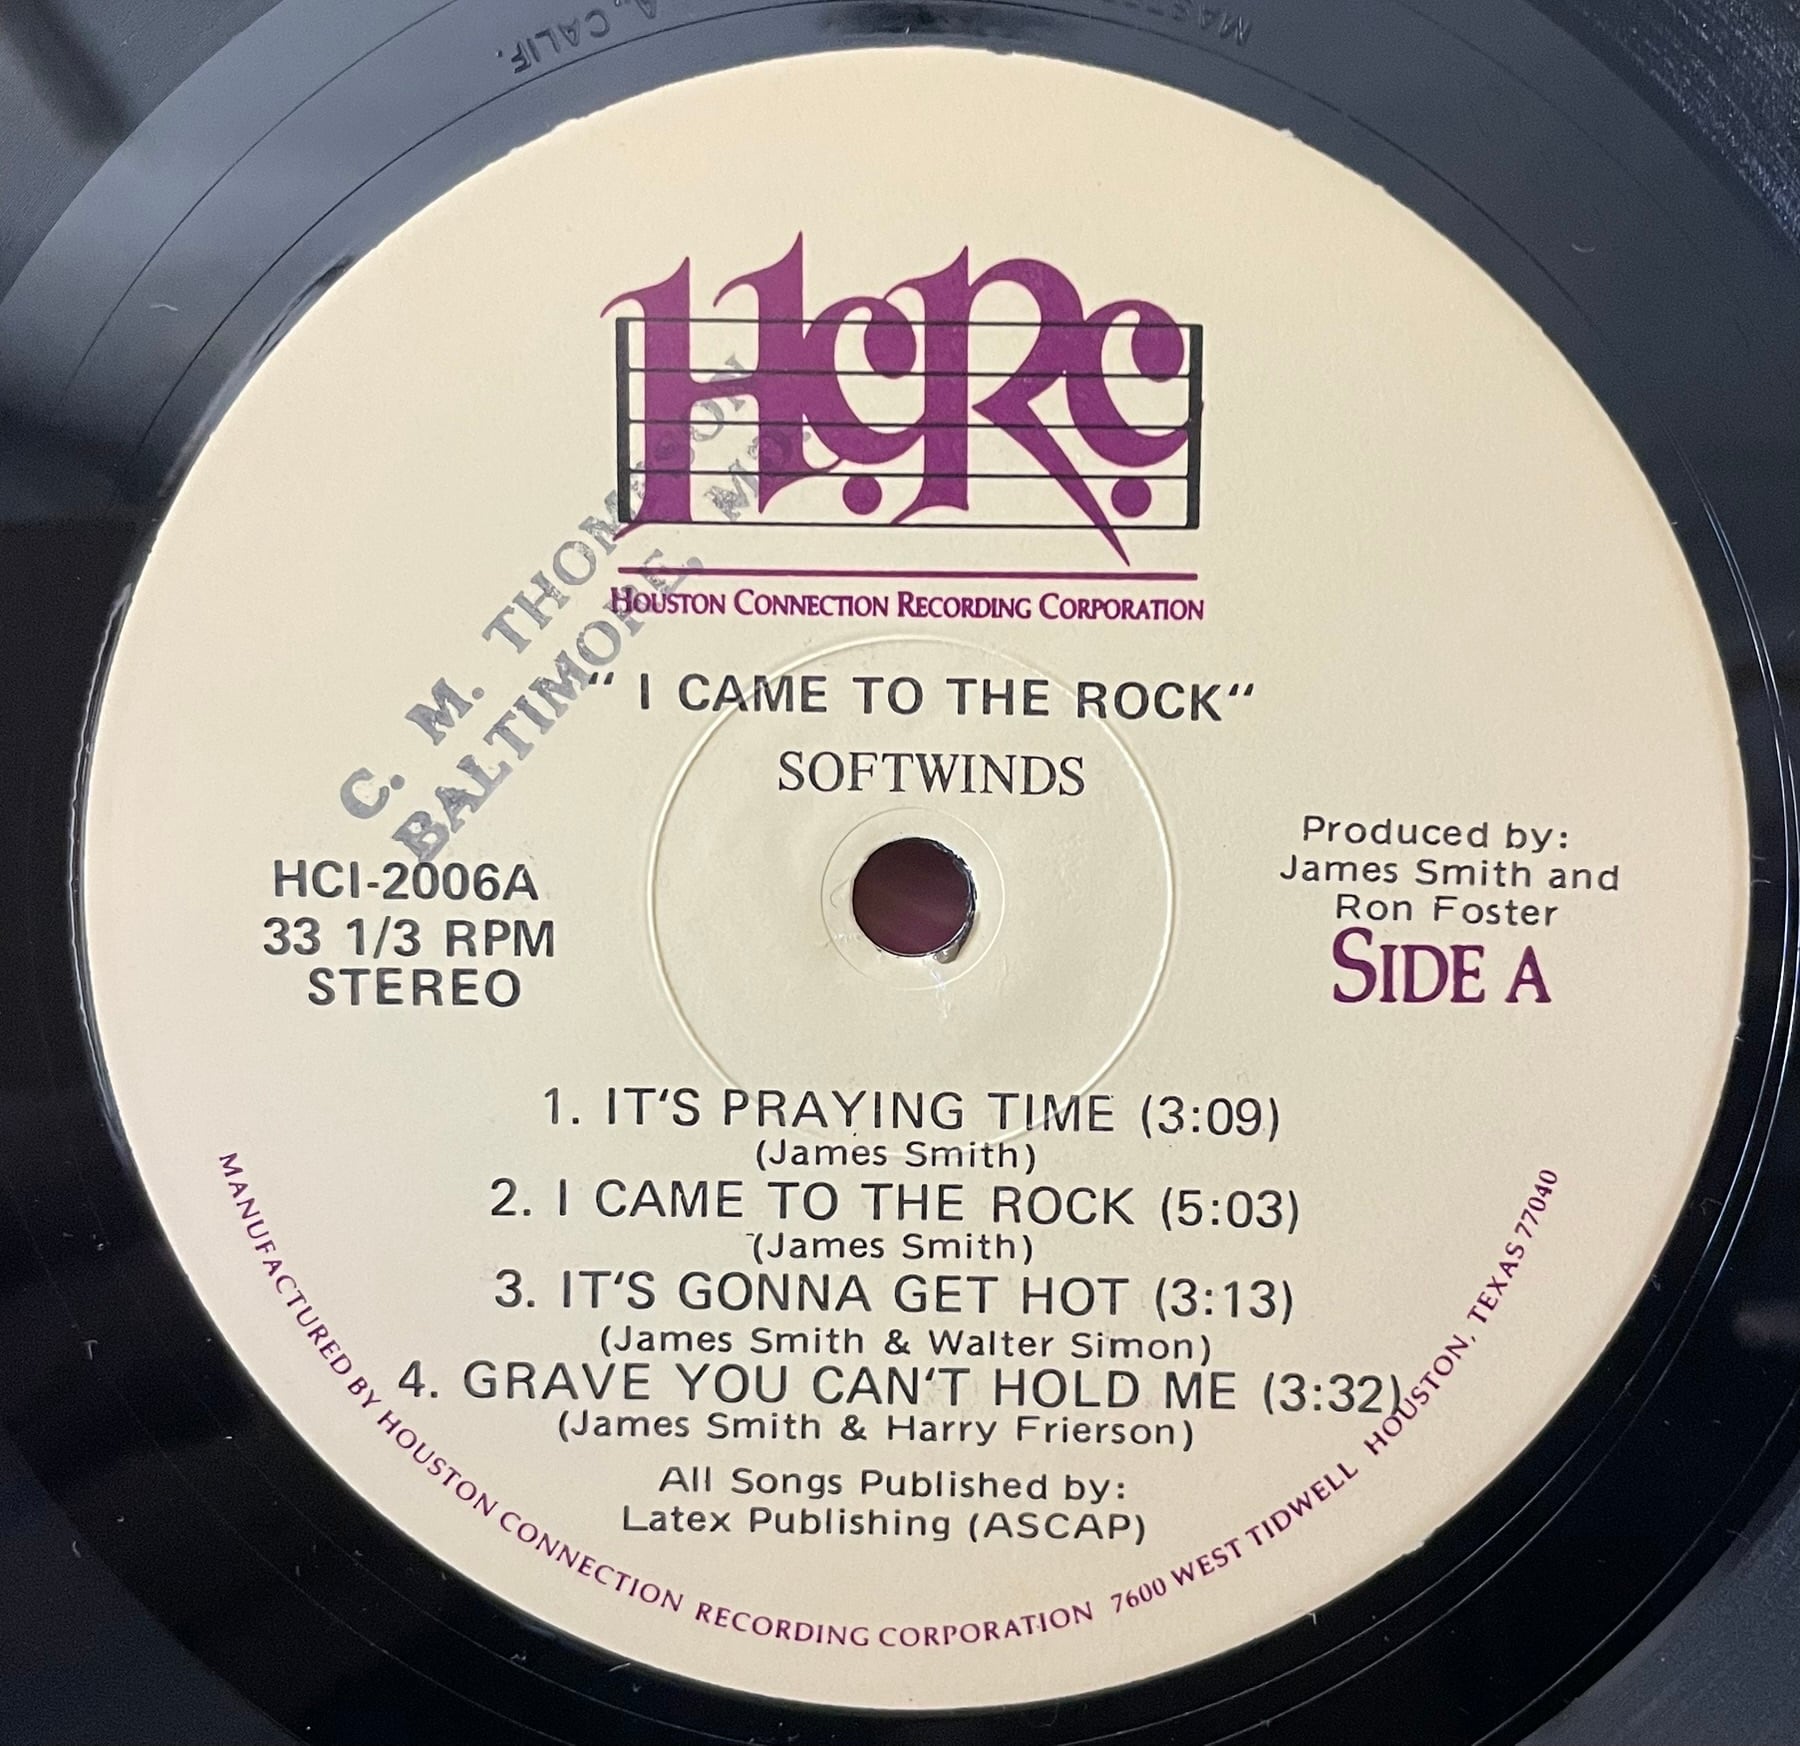 A, CALIF.
H.C.R.C.
HOUSTON CONNECTION RECORDING CORPORATION
C. M. THOMPSON
BALTIMORE, MD.
“ I CAME TO THE ROCK“
SOFTWINDS
HCI-2006A
33 1/3 RPM
STEREO
Produced by:
James Smith and
Ron Foster
SIDE A
1. IT'S PRAYING TIME (3:09)
(James Smith)
2. I CAME TO THE ROCK (5:03)
(James Smith)
3. IT'S GONNA GET HOT (3:13)
(James Smith & Walter Simon)
4. GRAVE YOU CAN'T HOLD ME (3:32)
(James Smith & Harry Frierson)
All Songs Published by:
Latex Publishing (ASCAP)
MANUFACTURED BY HOUSTON CONNECTION RECORDING CORPORATION 7600 WEST TIDWELL HOUSTON, TEXAS 77040